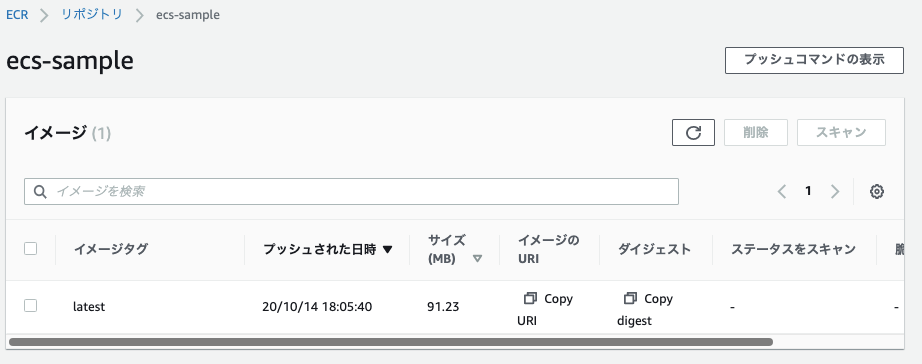 ECR > リポジトリ > ecs-sample
ecs-sample
プッシュコマンドの表示
イメージ (1)
削除
スキャン
イメージを検索
1
イメージタグ
プッシュされた日時 ▼
サイズ
(MB)
イメージの
URI
ダイジェスト
ステータスをスキャン
脆
latest
20/10/14 18:05:40
91.23
Copy
URI
Copy
digest
-
-